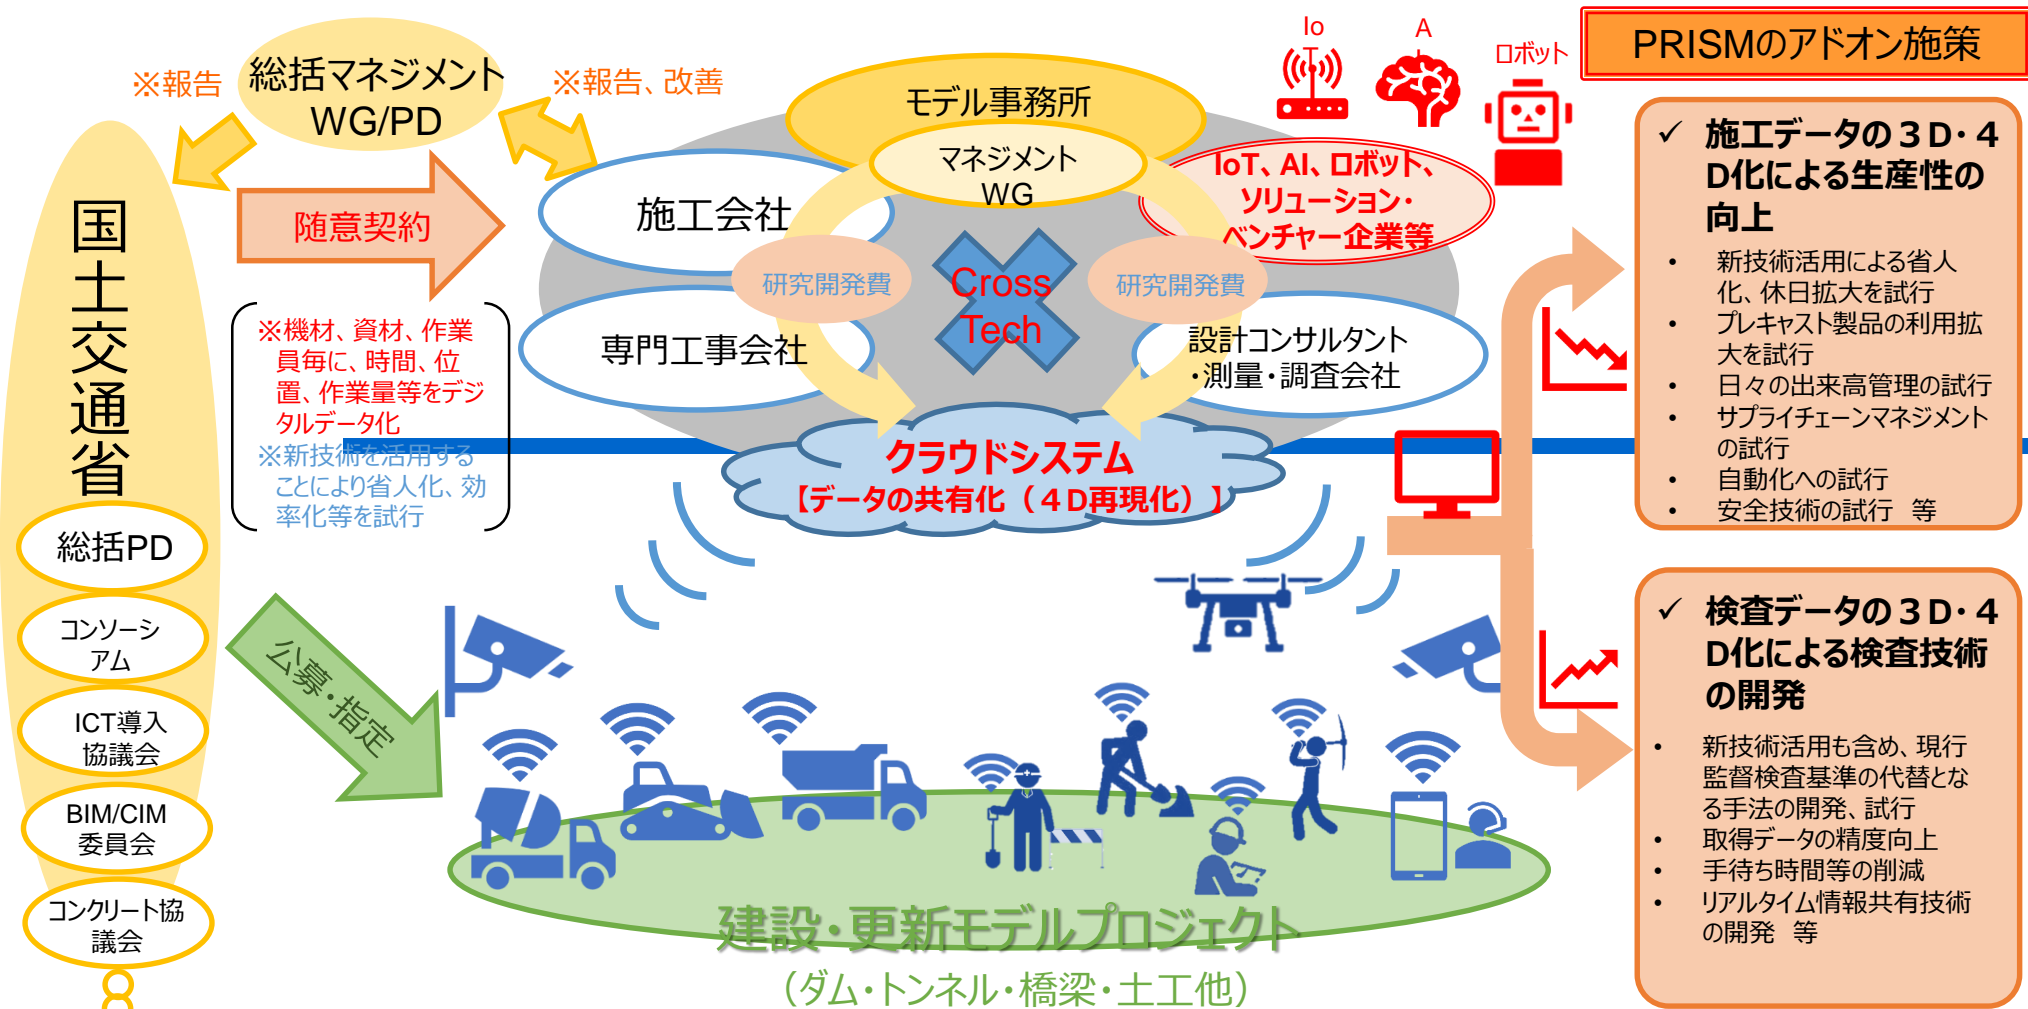 ※報告
総括マネジメント
WG/PD
※報告、改善
国土交通省
随意契約
※機材、資材、作業
員毎に、時間、位
置、作業量等をデジ
タルデータ化
※新技術を活用する
ことにより省人化、効
率化等を試行
総括PD
コンソーシ
アム
ICT導入
協議会
BIM/CIM
委員会
コンクリート協
議会
公募・指定
モデル事務所
マネジメント
WG
施工会社
専門工事会社
研究開発費
Cross
Tech
研究開発費
Io
T
A
I
ロボット
IoT、AI、ロボット、
ソリューション・
ベンチャー企業等
設計コンサルタント
・測量・調査会社
クラウドシステム
【データの共有化（４D再現化）】
建設・更新モデルプロジェクト
（ダム・トンネル・橋梁・土工他）
PRISMのアドオン施策
✓ 施工データの３D・４
D化による生産性の
向上
• 新技術活用による省人
化、休日拡大を試行
• プレキャスト製品の利用拡
大を試行
• 日々の出来高管理の試行
• サプライチェーンマネジメント
の試行
• 自動化への試行
• 安全技術の試行　等
✓ 検査データの３D・４
D化による検査技術
の開発
• 新技術活用も含め、現行
監督検査基準の代替とな
る手法の開発、試行
• 取得データの精度向上
• 手待ち時間等の削減
• リアルタイム情報共有技術
の開発　等